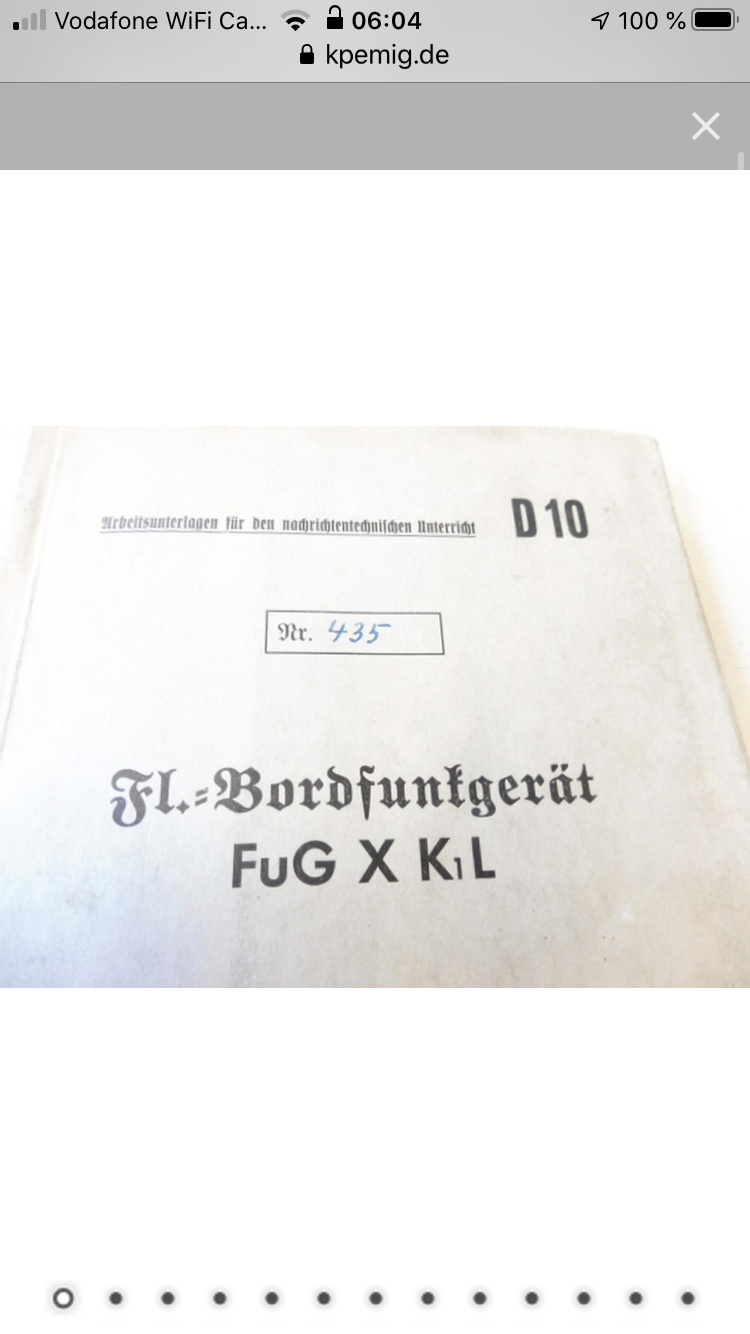 Vodafone WiFi Ca...
06:04
100 %
kpemig.de
Arbeitsunterlagen für den nachrichtentechnischen Unterricht
D 10
Nr. 435
Fl.=Bordfunkgerät
FuG X K₁L